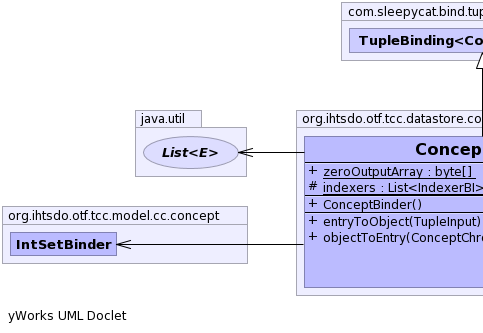 com.sleepycat.bind.tup
TupleBinding<Co
java.util
List<E>
org.ihtsdo.otf.tcc.datastore.co
Concep
+ zeroOutputArray : byte[]
# indexers : List<IndexerBI>
+ ConceptBinder()
+ entryToObject(TupleInput)
+ objectToEntry(ConceptChr
org.ihtsdo.otf.tcc.model.cc.concept
IntSetBinder
yWorks UML Doclet